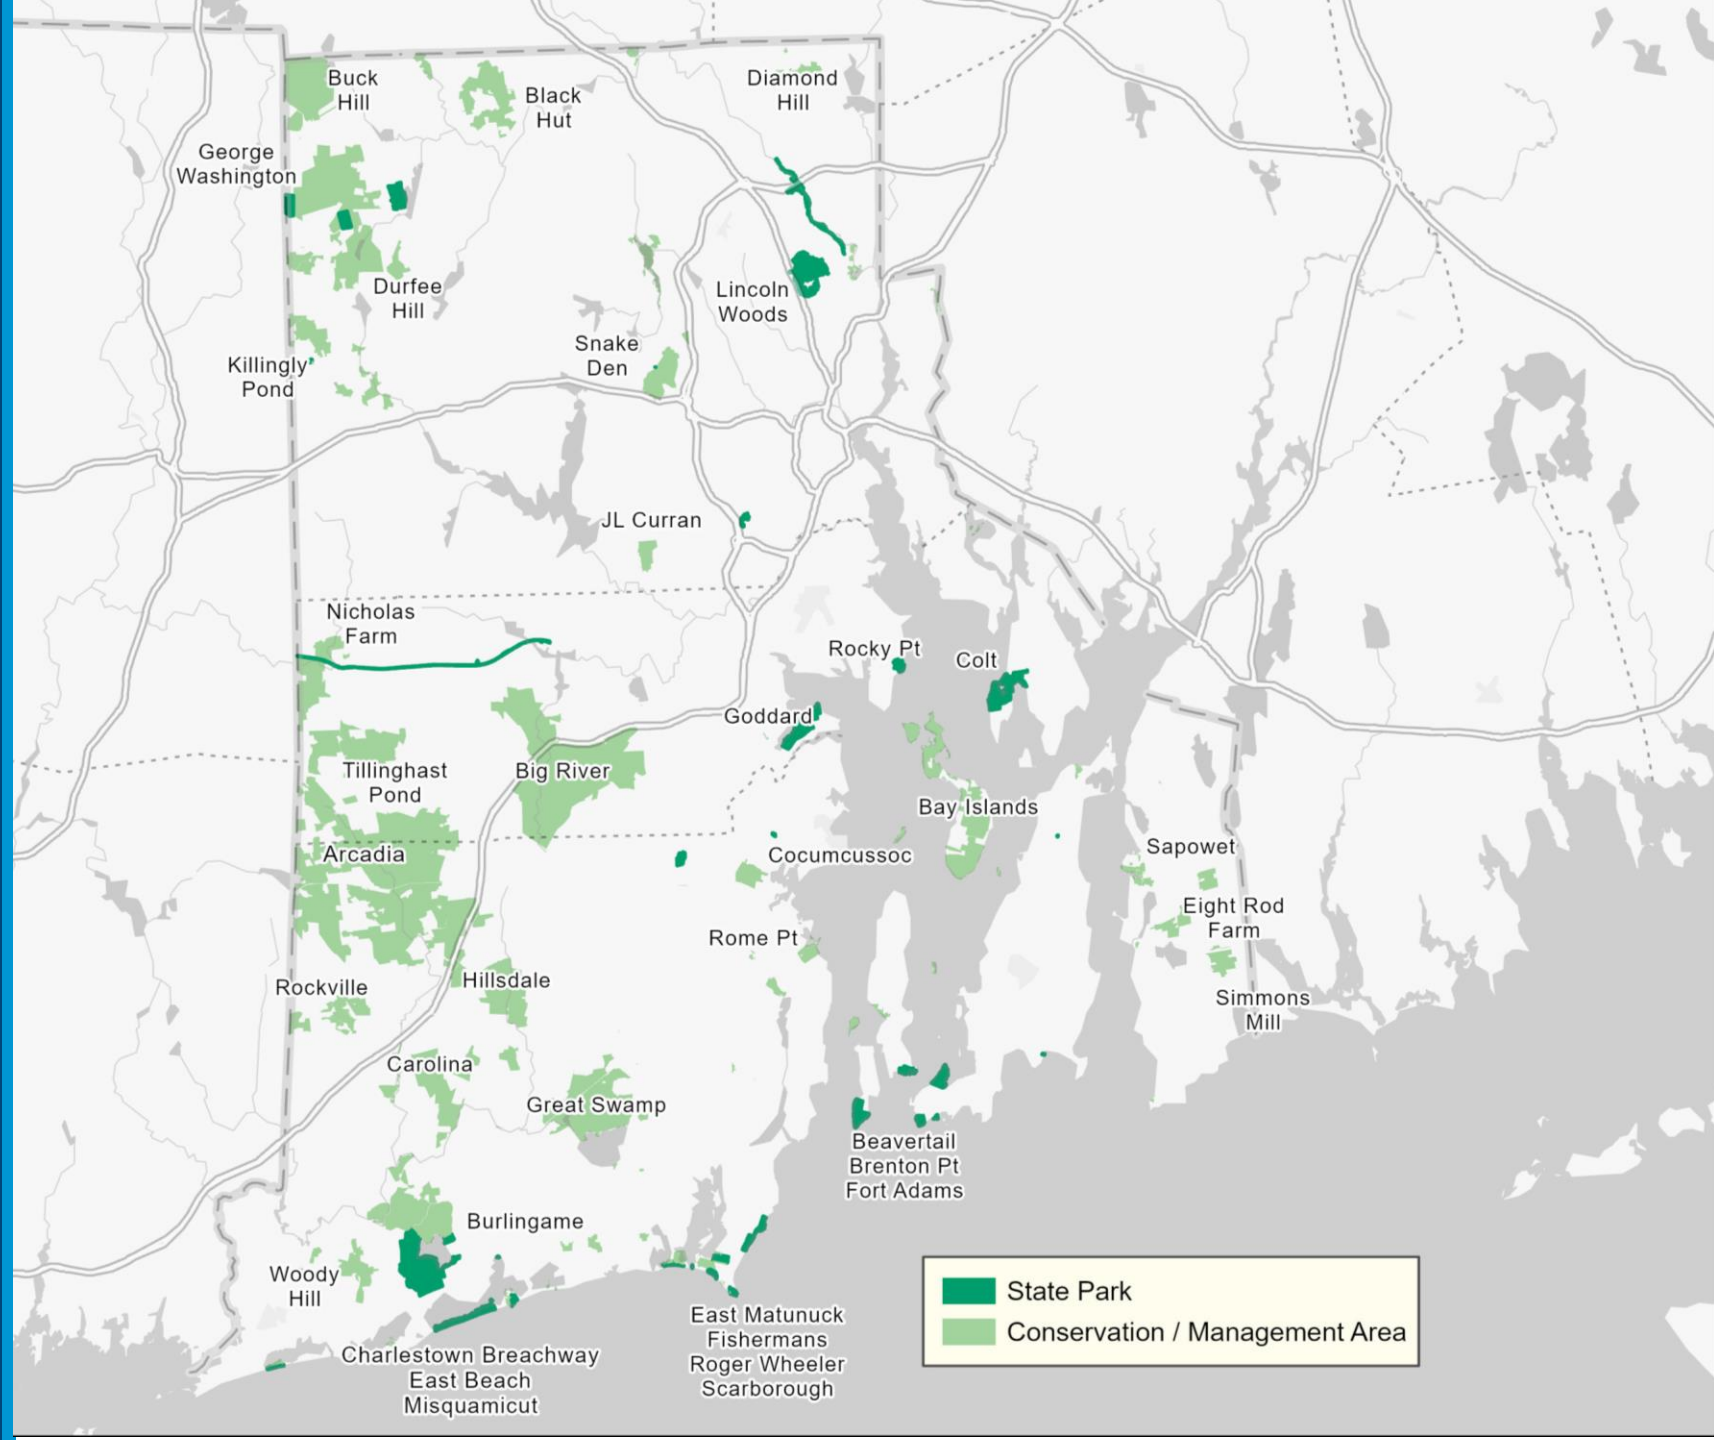 Buck
Hill
Black
Hut
Diamond
Hill
George
Washington
Durfee
Hill
Lincoln
Woods
Snake
Den
Killingly
Pond
JL Curran
Nicholas
Farm
Rocky Pt
Colt
Goddard
Tillinghast
Pond
Big River
Bay Islands
Arcadia
Cocumcussoc
Sapowet
Eight Rod
Farm
Rome Pt
Rockville
Hillsdale
Simmons
Mill
Carolina
Great Swamp
Beavertail
Brenton Pt
Fort Adams
Burlingame
Woody
Hill
East Matunuck
Fishermans
Roger Wheeler
Scarborough
Charlestown Breachway
East Beach
Misquamicut
State Park
Conservation / Management Area